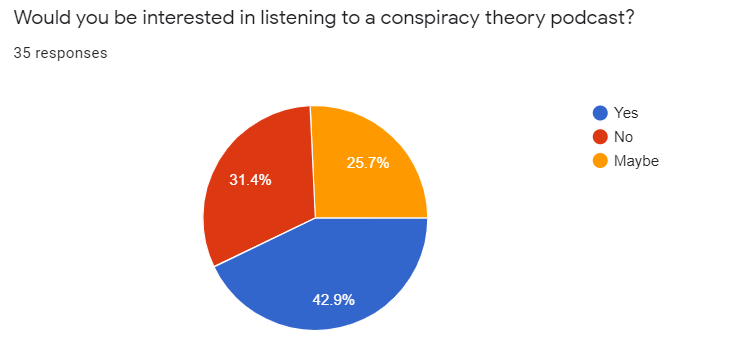 Would you be interested in listening to a conspiracy theory podcast?
35 responses
Yes
No
Maybe
25.7%
31.4%
42.9%